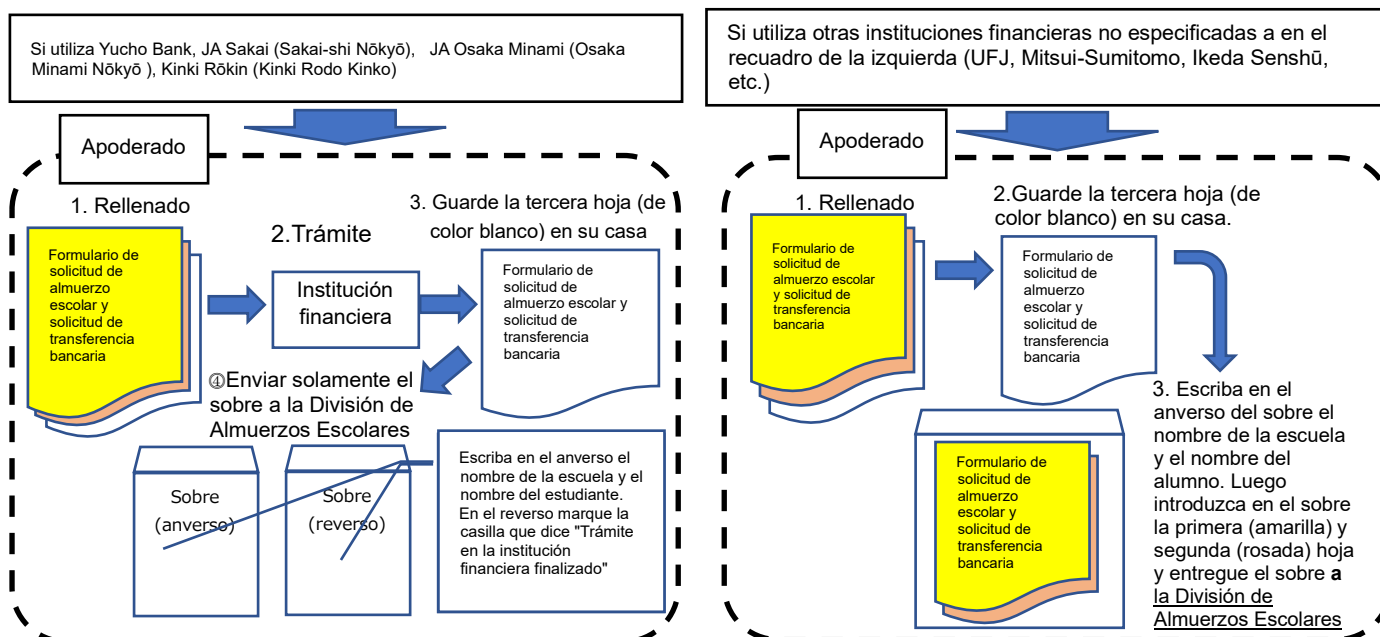 Si utiliza Yucho Bank, JA Sakai (Sakai-shi Nōkyō), JA Osaka Minami (Osaka
Minami Nōkyō ), Kinki Rōkin (Kinki Rodo Kinko)
Apoderado
1. Rellenado
Formulario de
solicitud de
almuerzo
escolar y
solicitud de
transferencia
bancaria
2.Trámite
Institución
financiera
3. Guarde la tercera hoja (de
color blanco) en su casa
Formulario de
solicitud de
almuerzo escolar y
solicitud de
transferencia
bancaria
④Enviar solamente el
sobre a la División de
Almuerzos Escolares
Sobre
(anverso)
Sobre
(reverso)
Escriba en el anverso el
nombre de la escuela y el
nombre del estudiante.
En el reverso marque la
casilla que dice "Trámite
en la institución
financiera finalizado"
Si utiliza otras instituciones financieras no especificadas a en el
recuadro de la izquierda (UFJ, Mitsui-Sumitomo, Ikeda Senshū,
etc.)
Apoderado
1. Rellenado
Formulario de
solicitud de
almuerzo escolar
y solicitud de
transferencia
bancaria
2.Guarde la tercera hoja (de
color blanco) en su casa.
Formulario de
solicitud de
almuerzo
escolar y
solicitud de
transferencia
bancaria
3. Escriba en el
anverso del sobre el
nombre de la escuela
y el nombre del
alumno. Luego
introduzca en el sobre
la primera (amarilla) y
segunda (rosada) hoja
y entregue el sobre a
la División de
Almuerzos Escolares
Formulario de
solicitud de
almuerzo
escolar y
solicitud de
transferencia
bancaria